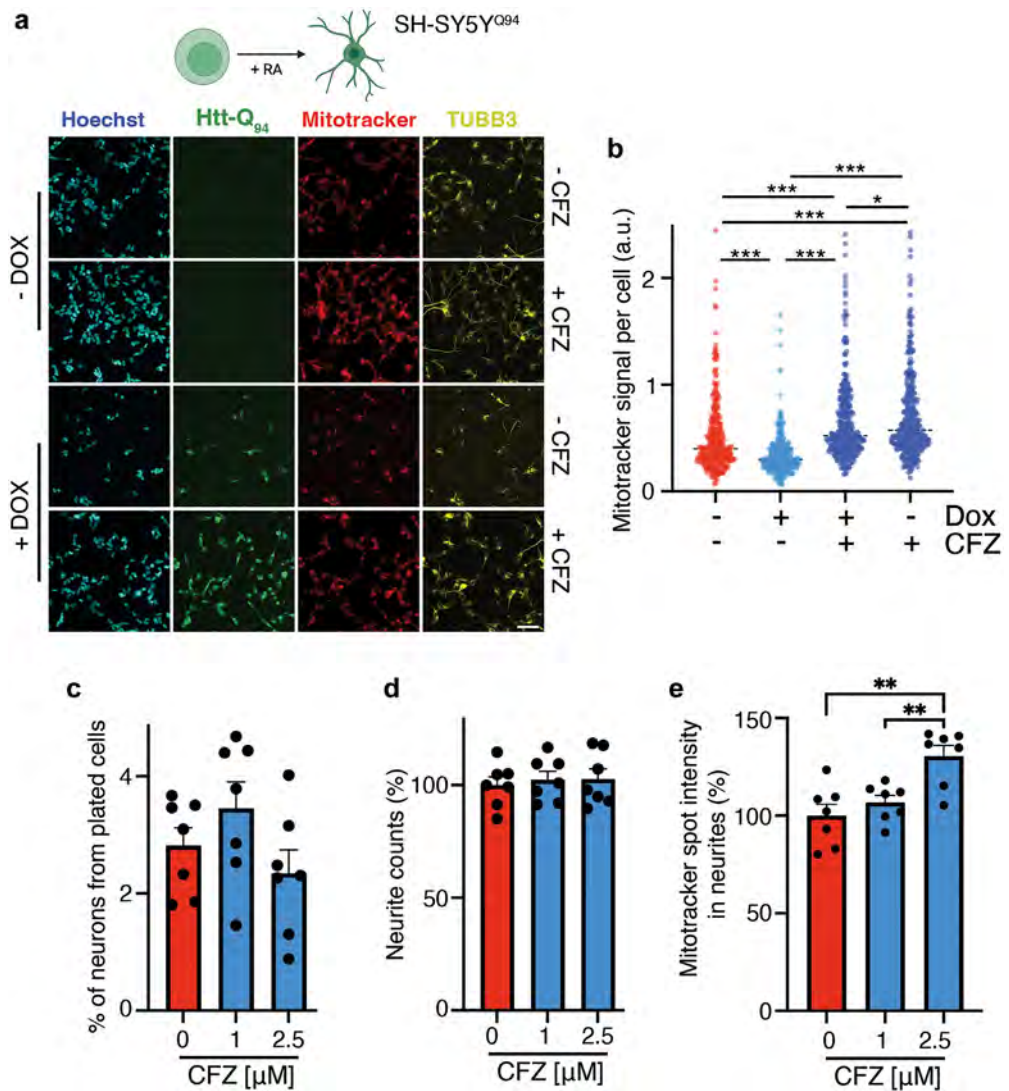 a
SH-SY5Y^Q94
+ RA
Hoechst Htt-Q₉₄ Mitotracker TUBB3
- DOX
- CFZ
+ CFZ
+ DOX
- CFZ
+ CFZ
b
Mitotracker signal per cell (a.u.)
***
***
*
***
*** ***
2
1
0
- + + - Dox
- - + + CFZ
c
% of neurons from plated cells
4
2
0
0 1 2.5
CFZ [µM]
d
Neurite counts (%)
100
50
0
0 1 2.5
CFZ [µM]
e
Mitotracker spot intensity
in neurites (%)
**
**
150
100
50
0
0 1 2.5
CFZ [µM]